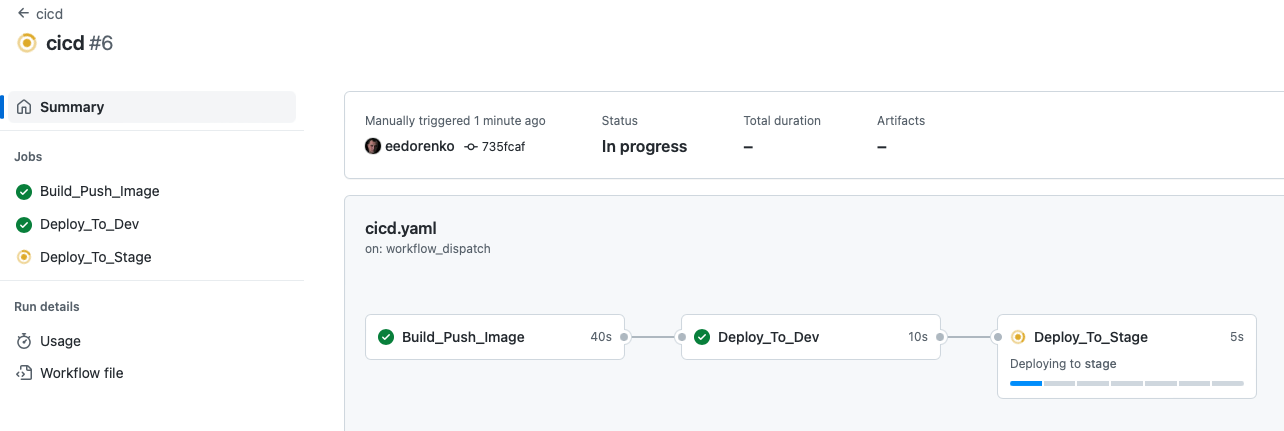 cicd
cicd #6
Summary
Jobs
Build_Push_Image
Deploy_To_Dev
Deploy_To_Stage
Run details
Usage
Workflow file
Manually triggered 1 minute ago
eedorenko 735fcaf
Status
In progress
Total duration
–
Artifacts
–
cicd.yaml
on: workflow_dispatch
Build_Push_Image 40s
Deploy_To_Dev 10s
Deploy_To_Stage 5s
Deploying to stage